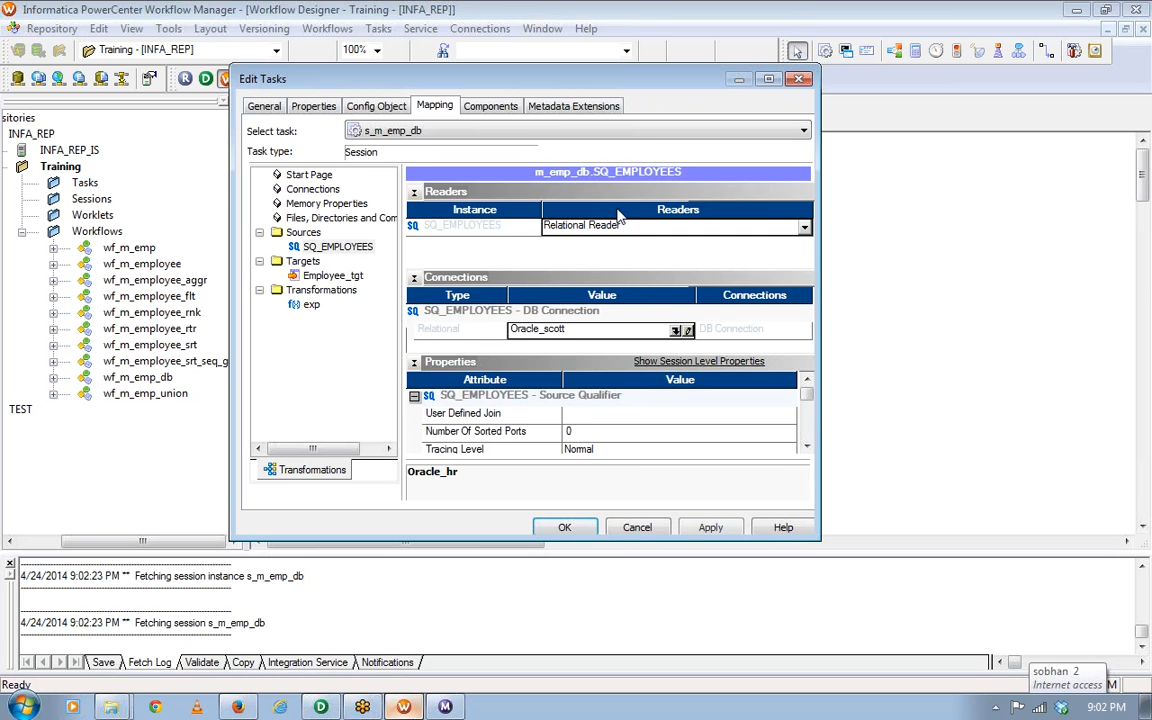 Informatica PowerCenter Workflow Manager - [Workflow Designer - Training - [INFA_REP]]
Repository Edit View Tools Layout Versioning Workflows Tasks Service Connections Window Help
Training - [INFA_REP]
100%
R D W
Edit Tasks
General Properties Config Object Mapping Components Metadata Extensions
Select task: s_m_emp_db
Task type: Session
sitories
INFA_REP
INFA_REP_IS
Training
Tasks
Sessions
Worklets
Workflows
wf_m_emp
wf_m_employee
wf_m_employee_aggr
wf_m_employee_flt
wf_m_employee_rnk
wf_m_employee_rtr
wf_m_employee_srt
wf_m_employee_srt_seq_g
wf_m_emp_db
wf_m_emp_union
TEST
Start Page
Connections
Memory Properties
Files, Directories and Com
Sources
SQ_EMPLOYEES
Targets
Employee_tgt
Transformations
exp
Transformations
m_emp_db.SQ_EMPLOYEES
Readers
Instance Readers
SQ SQ_EMPLOYEES Relational Reader
Connections
Type Value Connections
SQ SQ_EMPLOYEES - DB Connection
Relational Oracle_scott DB Connection
Properties Show Session Level Properties
Attribute Value
SQ SQ_EMPLOYEES - Source Qualifier
User Defined Join
Number Of Sorted Ports 0
Tracing Level Normal
Oracle_hr
OK Cancel Apply Help
4/24/2014 9:02:23 PM ** Fetching session instance s_m_emp_db
4/24/2014 9:02:23 PM ** Fetching session s_m_emp_db
Save Fetch Log Validate Copy Integration Service Notifications
sobhan 2
Internet access
Ready
M
D W M
9:02 PM